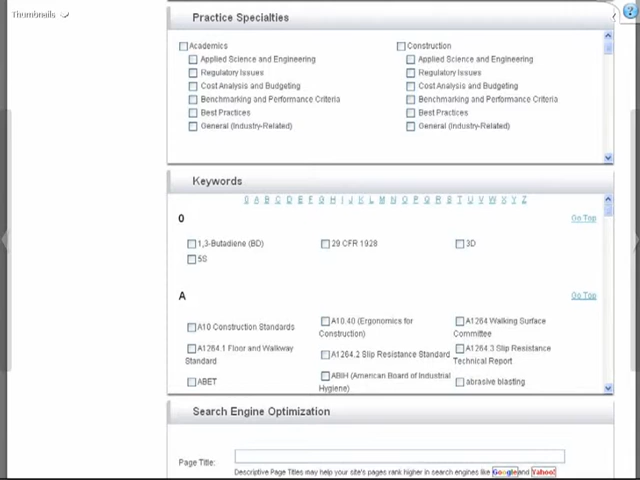 Thumbnails
?
Practice Specialties
Academics
Applied Science and Engineering
Regulatory Issues
Cost Analysis and Budgeting
Benchmarking and Performance Criteria
Best Practices
General (Industry-Related)
Construction
Applied Science and Engineering
Regulatory Issues
Cost Analysis and Budgeting
Benchmarking and Performance Criteria
Best Practices
General (Industry-Related)
Keywords
0 A B C D E F G H I J K L M N O P Q R S T U V W X Y Z
0 Go Top
1,3-Butadiene (BD) 29 CFR 1928 3D
5S
A Go Top
A10 Construction Standards
A10.40 (Ergonomics for
Construction)
A1264 Walking Surface
Committee
A1264.1 Floor and Walkway
Standard
A1264.2 Slip Resistance Standard
A1264.3 Slip Resistance
Technical Report
ABET
ABIH (American Board of Industrial
Hygiene)
abrasive blasting
Search Engine Optimization
Page Title:
Descriptive Page Titles may help your site's pages rank higher in search engines like Google and Yahoo!